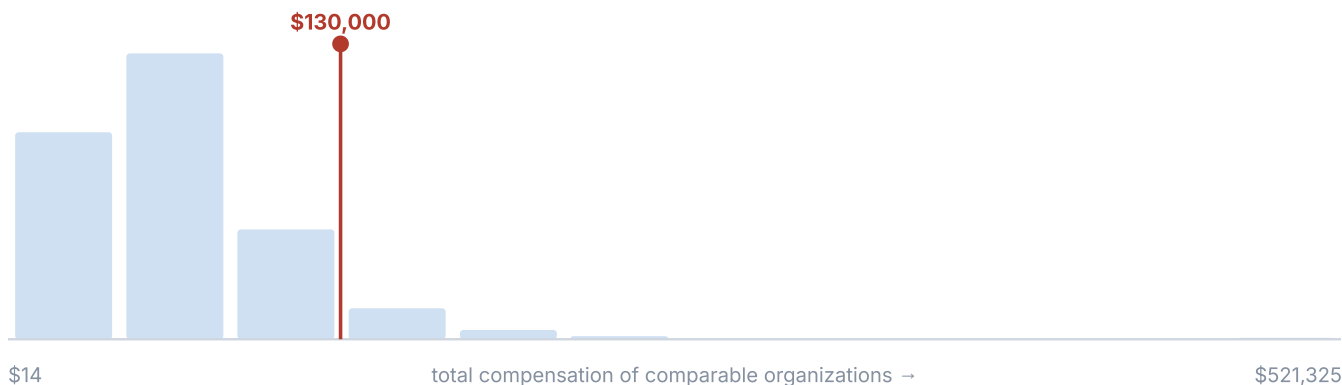 $130,000
$14
total compensation of comparable organizations →
$521,325